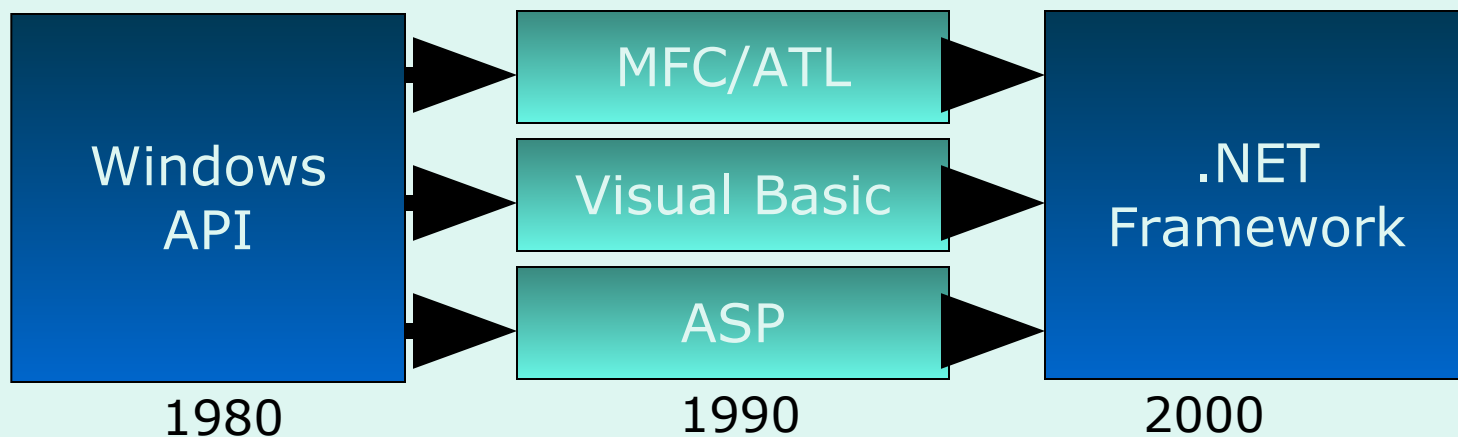 Windows
API
MFC/ATL
Visual Basic
ASP
.NET
Framework
1980
1990
2000